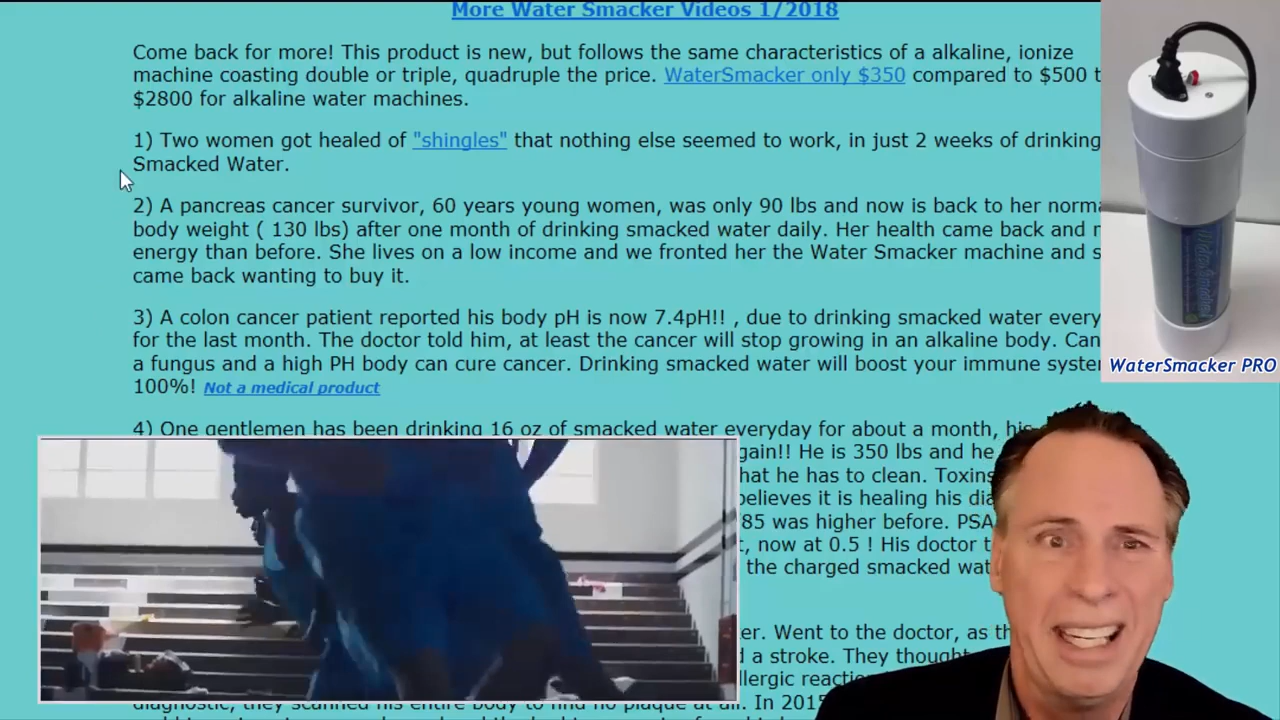 More Water Smacker Videos 1/2018
Come back for more! This product is new, but follows the same characteristics of a alkaline, ionize
machine coasting double or triple, quadruple the price. WaterSmacker only $350 compared to $500 t
$2800 for alkaline water machines.
1) Two women got healed of "shingles" that nothing else seemed to work, in just 2 weeks of drinking
Smacked Water.
2) A pancreas cancer survivor, 60 years young women, was only 90 lbs and now is back to her norma
body weight ( 130 lbs) after one month of drinking smacked water daily. Her health came back and
energy than before. She lives on a low income and we fronted her the Water Smacker machine and s
came back wanting to buy it.
3) A colon cancer patient reported his body pH is now 7.4pH!! , due to drinking smacked water every
for the last month. The doctor told him, at least the cancer will stop growing in an alkaline body. Can
a fungus and a high PH body can cure cancer. Drinking smacked water will boost your immune system
100%! Not a medical product
4) One gentlemen has been drinking 16 oz of smacked water everyday for about a month, his
gain!! He is 350 lbs and he
hat he has to clean. Toxins
believes it is healing his dia
85 was higher before. PSA
t, now at 0.5 ! His doctor t
the charged smacked wat
er. Went to the doctor, as th
d a stroke. They thought
llergic reactio
diagnostic, they scanned his entire body to find no plaque at all. In 2015
WaterSmacker PRO